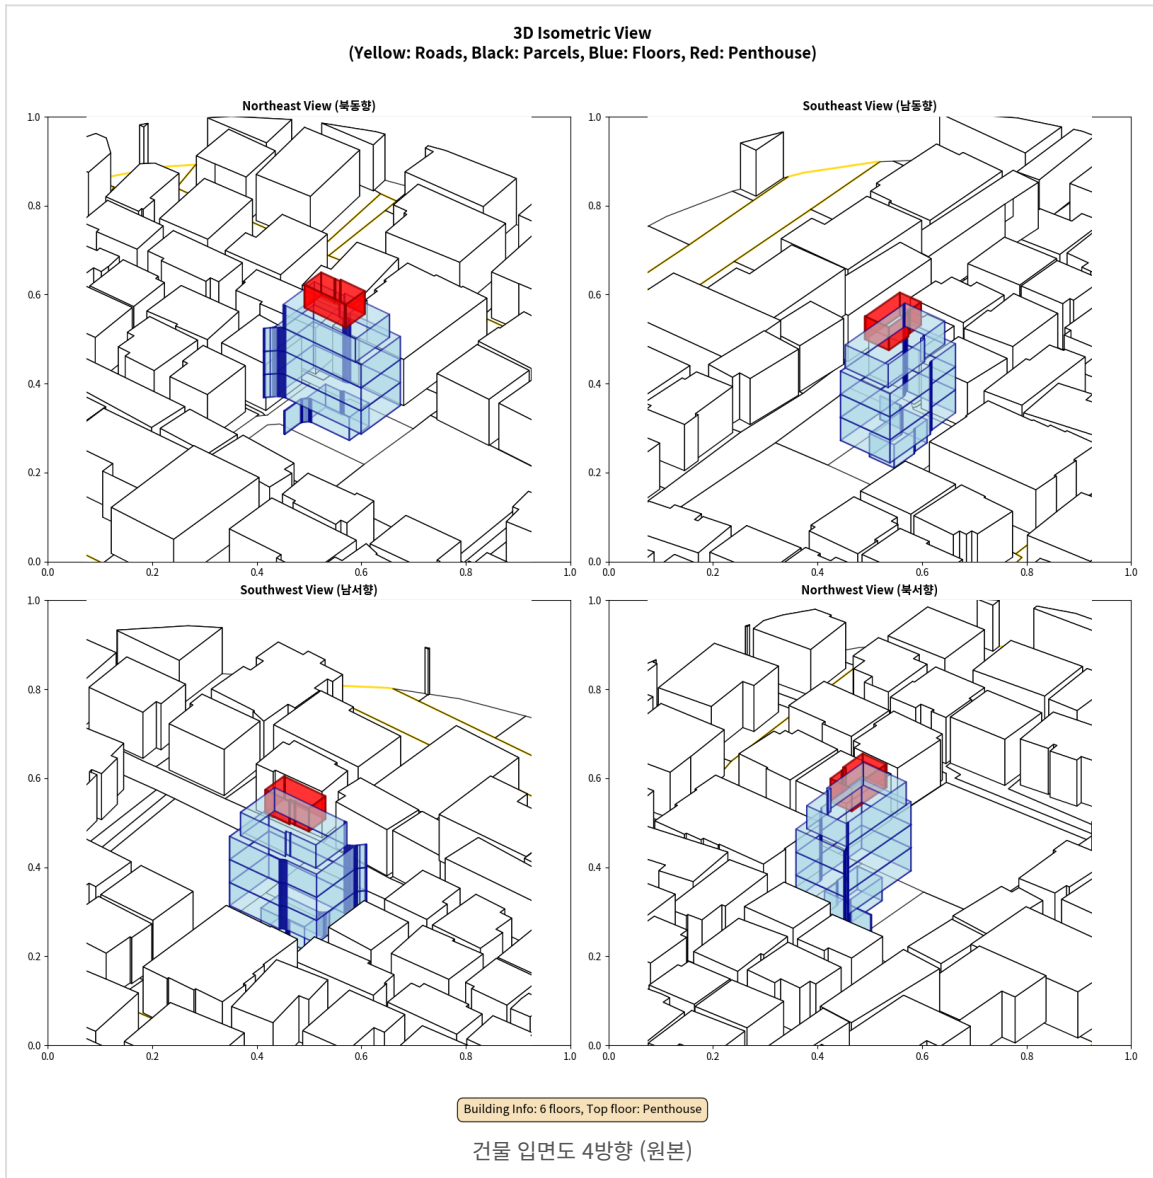 3D Isometric View
(Yellow: Roads, Black: Parcels, Blue: Floors, Red: Penthouse)
Northeast View (북동향)
1.0
0.8
0.6
0.4
0.2
0.0
0.0 0.2 0.4 0.6 0.8 1.0
Southeast View (남동향)
1.0
0.8
0.6
0.4
0.2
0.0
0.0 0.2 0.4 0.6 0.8 1.0
Southwest View (남서향)
1.0
0.8
0.6
0.4
0.2
0.0
0.0 0.2 0.4 0.6 0.8 1.0
Northwest View (북서향)
1.0
0.8
0.6
0.4
0.2
0.0
0.0 0.2 0.4 0.6 0.8 1.0
Building Info: 6 floors, Top floor: Penthouse
건물 입면도 4방향 (원본)